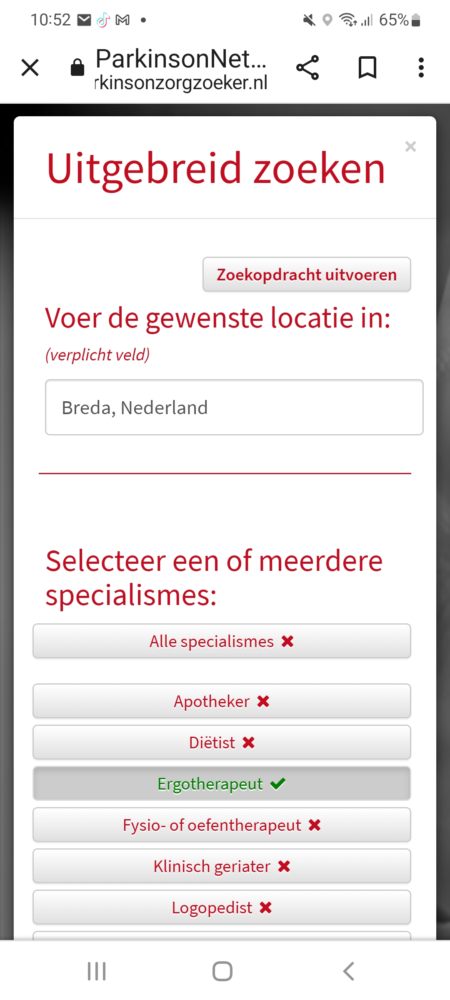 10:52
65%
ParkinsonNet...
rkinsonzorgzoeker.nl
Uitgebreid zoeken
×
Zoekopdracht uitvoeren
Voer de gewenste locatie in:
(verplicht veld)
Breda, Nederland
Selecteer een of meerdere
specialismes:
Alle specialismes
Apotheker
Diëtist
Ergotherapeut
Fysio- of oefentherapeut
Klinisch geriater
Logopedist